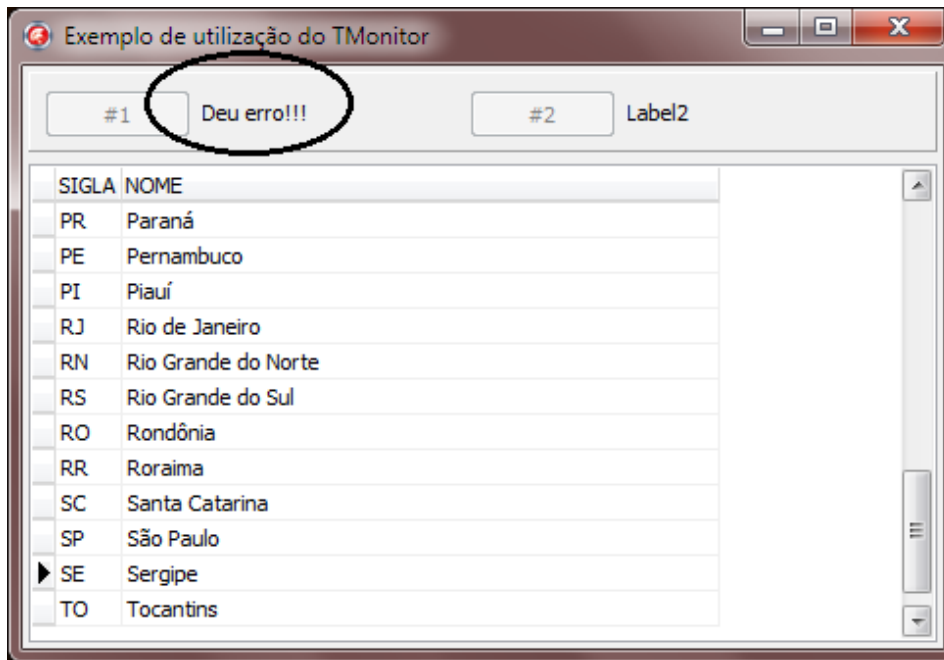 Exemplo de utilização do TMonitor
#1 Deu erro!!! #2 Label2
SIGLA NOME
PR Paraná
PE Pernambuco
PI Piauí
RJ Rio de Janeiro
RN Rio Grande do Norte
RS Rio Grande do Sul
RO Rondônia
RR Roraima
SC Santa Catarina
SP São Paulo
SE Sergipe
TO Tocantins